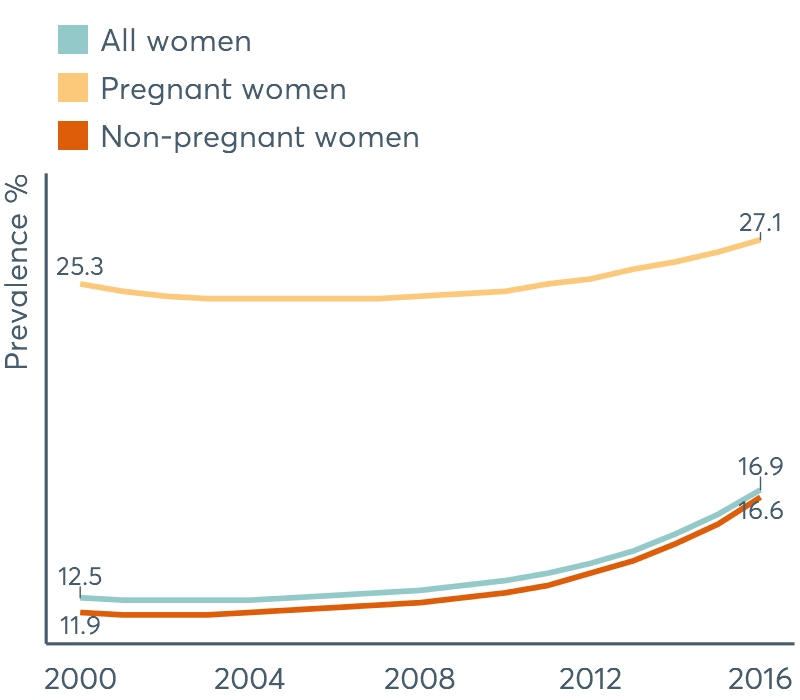 All women
Pregnant women
Non-pregnant women
Prevalence %
27.1
25.3
16.9
16.6
12.5
11.9
2000 2004 2008 2012 2016